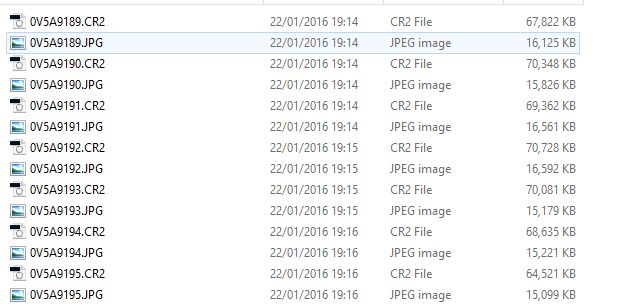 0V5A9189.CR2 22/01/2016 19:14 CR2 File 67,822 KB
0V5A9189.JPG 22/01/2016 19:14 JPEG image 16,125 KB
0V5A9190.CR2 22/01/2016 19:14 CR2 File 70,348 KB
0V5A9190.JPG 22/01/2016 19:14 JPEG image 15,826 KB
0V5A9191.CR2 22/01/2016 19:14 CR2 File 69,362 KB
0V5A9191.JPG 22/01/2016 19:14 JPEG image 16,561 KB
0V5A9192.CR2 22/01/2016 19:15 CR2 File 70,728 KB
0V5A9192.JPG 22/01/2016 19:15 JPEG image 16,592 KB
0V5A9193.CR2 22/01/2016 19:15 CR2 File 70,081 KB
0V5A9193.JPG 22/01/2016 19:15 JPEG image 15,179 KB
0V5A9194.CR2 22/01/2016 19:16 CR2 File 68,635 KB
0V5A9194.JPG 22/01/2016 19:16 JPEG image 15,221 KB
0V5A9195.CR2 22/01/2016 19:16 CR2 File 64,521 KB
0V5A9195.JPG 22/01/2016 19:16 JPEG image 15,099 KB